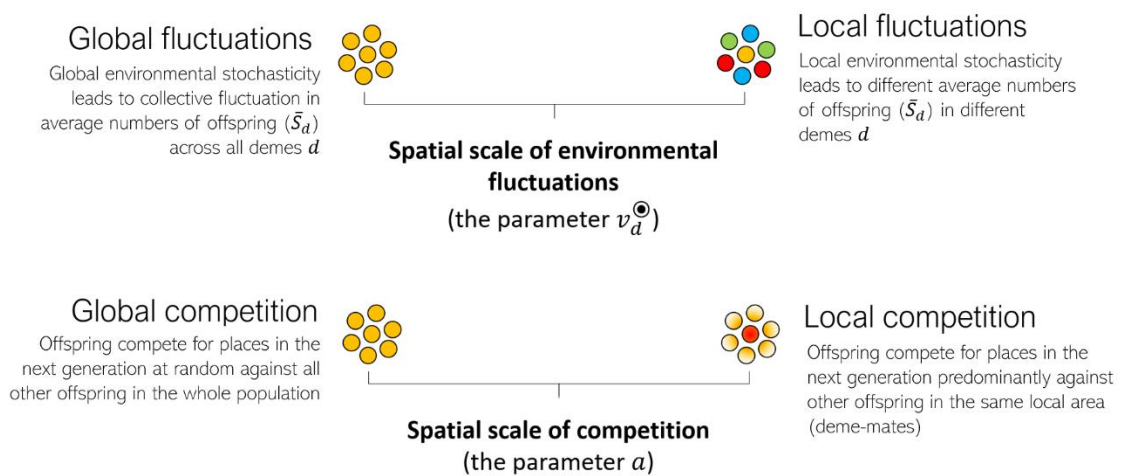 Global fluctuations
Global environmental stochasticity
leads to collective fluctuation in
average numbers of offspring (S̄_d)
across all demes d
Local fluctuations
Local environmental stochasticity
leads to different average numbers
of offspring (S̄_d) in different
demes d
Spatial scale of environmental
fluctuations
(the parameter v_d^⦿)
Global competition
Offspring compete for places in the
next generation at random against all
other offspring in the whole population
Local competition
Offspring compete for places in the
next generation predominantly against
other offspring in the same local area
(deme-mates)
Spatial scale of competition
(the parameter a)